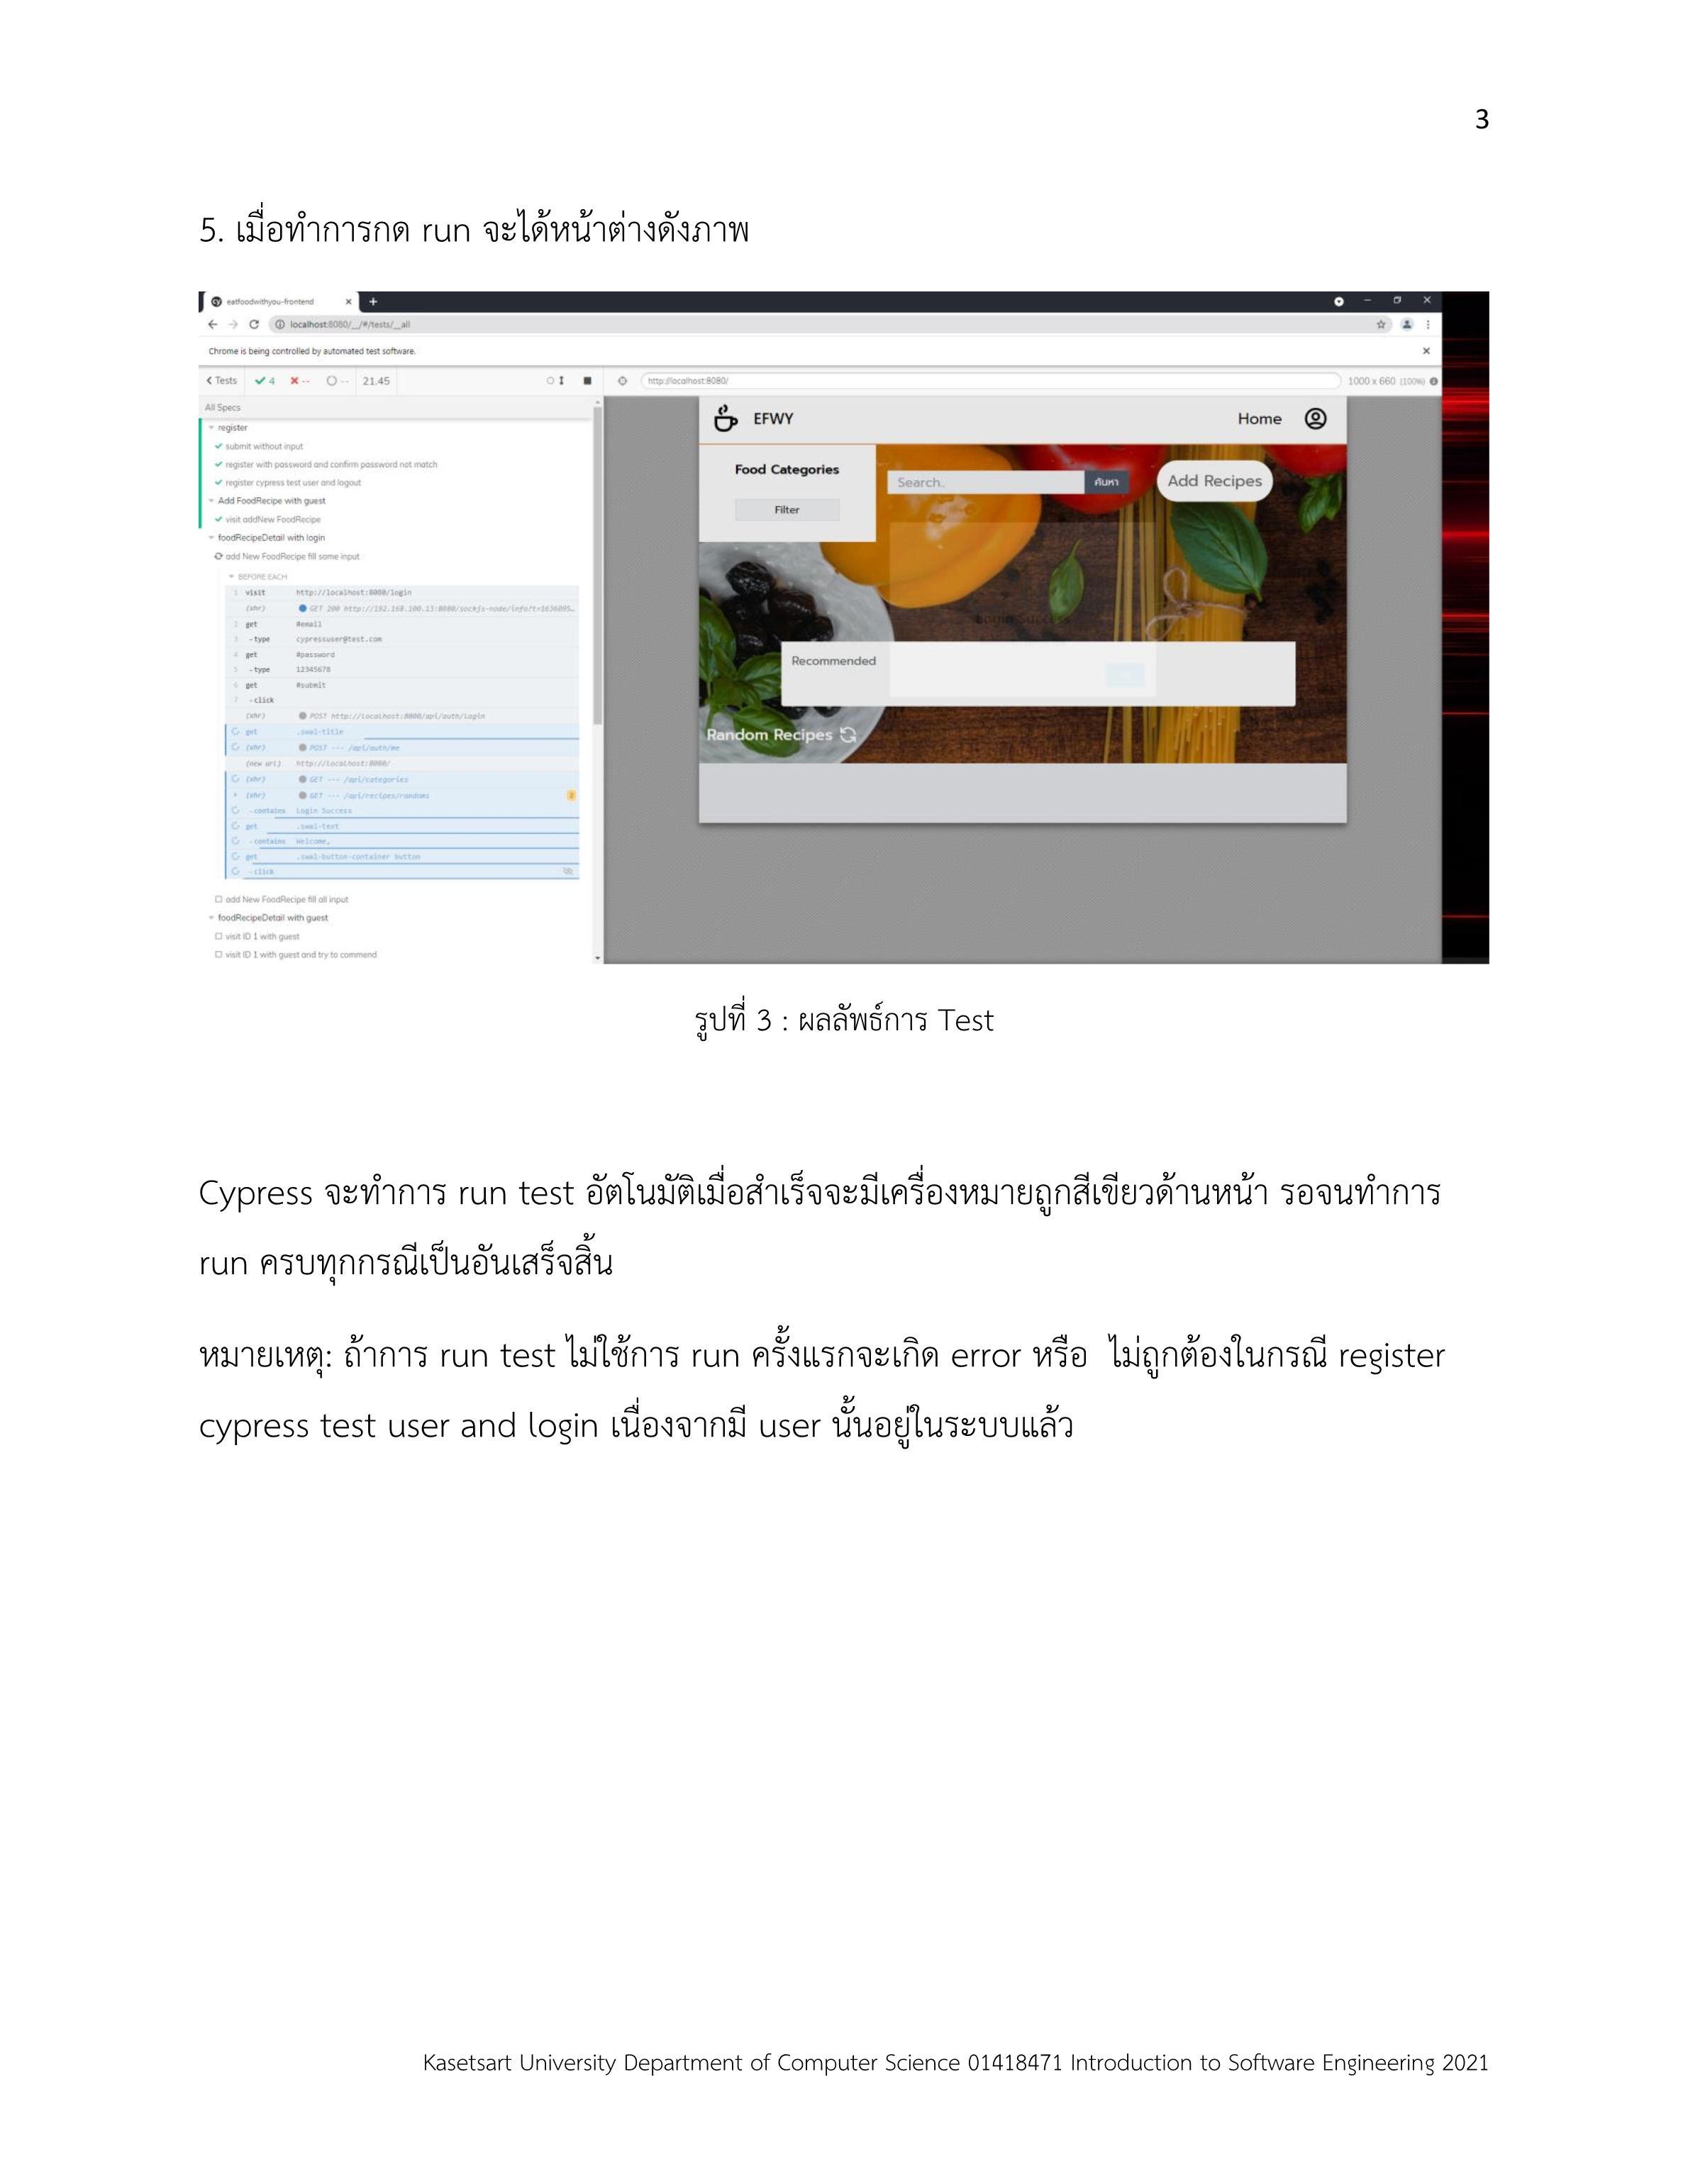 3
5. เมื่อทำการกด run จะได้หน้าต่างดังภาพ
eatfoodwithyou-frontend
localhost:8080/__/#/tests/__all
Chrome is being controlled by automated test software.
Tests 4 -- -- 21.45
http://localhost:8080/ 1000 x 660 (100%)
All Specs
register
submit without input
register with password and confirm password not match
register cypress test user and logout
Add FoodRecipe with guest
visit addNew FoodRecipe
foodRecipeDetail with login
add New FoodRecipe fill some input
BEFORE EACH
1 visit http://localhost:8080/login
(xhr) GET 200 http://192.168.100.13:8080/sockjs-node/info?t=1636095…
2 get #email
3 -type cypressuser@test.com
4 get #password
5 -type 12345678
6 get #submit
7 -click
(xhr) POST http://localhost:8000/api/auth/login
get .swal-title
(xhr) POST --- /api/auth/me
(new url) http://localhost:8080/
(xhr) GET --- /api/categories
(xhr) GET --- /api/recipes/randoms 2
-contains Login Success
get .swal-text
-contains Welcome,
get .swal-button-container button
-click
add New FoodRecipe fill all input
foodRecipeDetail with guest
visit ID 1 with guest
visit ID 1 with guest and try to commend
EFWY Home
Food Categories
Filter
Search.. ค้นหา
Add Recipes
Login Success
Recommended
Random Recipes
รูปที่ 3 : ผลลัพธ์การ Test
Cypress จะทำการ run test อัตโนมัติเมื่อสำเร็จจะมีเครื่องหมายถูกสีเขียวด้านหน้า รอจนทำการ
run ครบทุกกรณีเป็นอันเสร็จสิ้น
หมายเหตุ: ถ้าการ run test ไม่ใช้การ run ครั้งแรกจะเกิด error หรือ ไม่ถูกต้องในกรณี register
cypress test user and login เนื่องจากมี user นั้นอยู่ในระบบแล้ว
Kasetsart University Department of Computer Science 01418471 Introduction to Software Engineering 2021